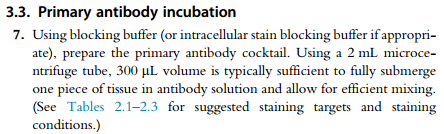 3.3. Primary antibody incubation
7. Using blocking buffer (or intracellular stain blocking buffer if appropri-
ate), prepare the primary antibody cocktail. Using a 2 mL microce-
ntrifuge tube, 300 μL volume is typically sufficient to fully submerge
one piece of tissue in antibody solution and allow for efficient mixing.
(See Tables 2.1–2.3 for suggested staining targets and staining
conditions.)